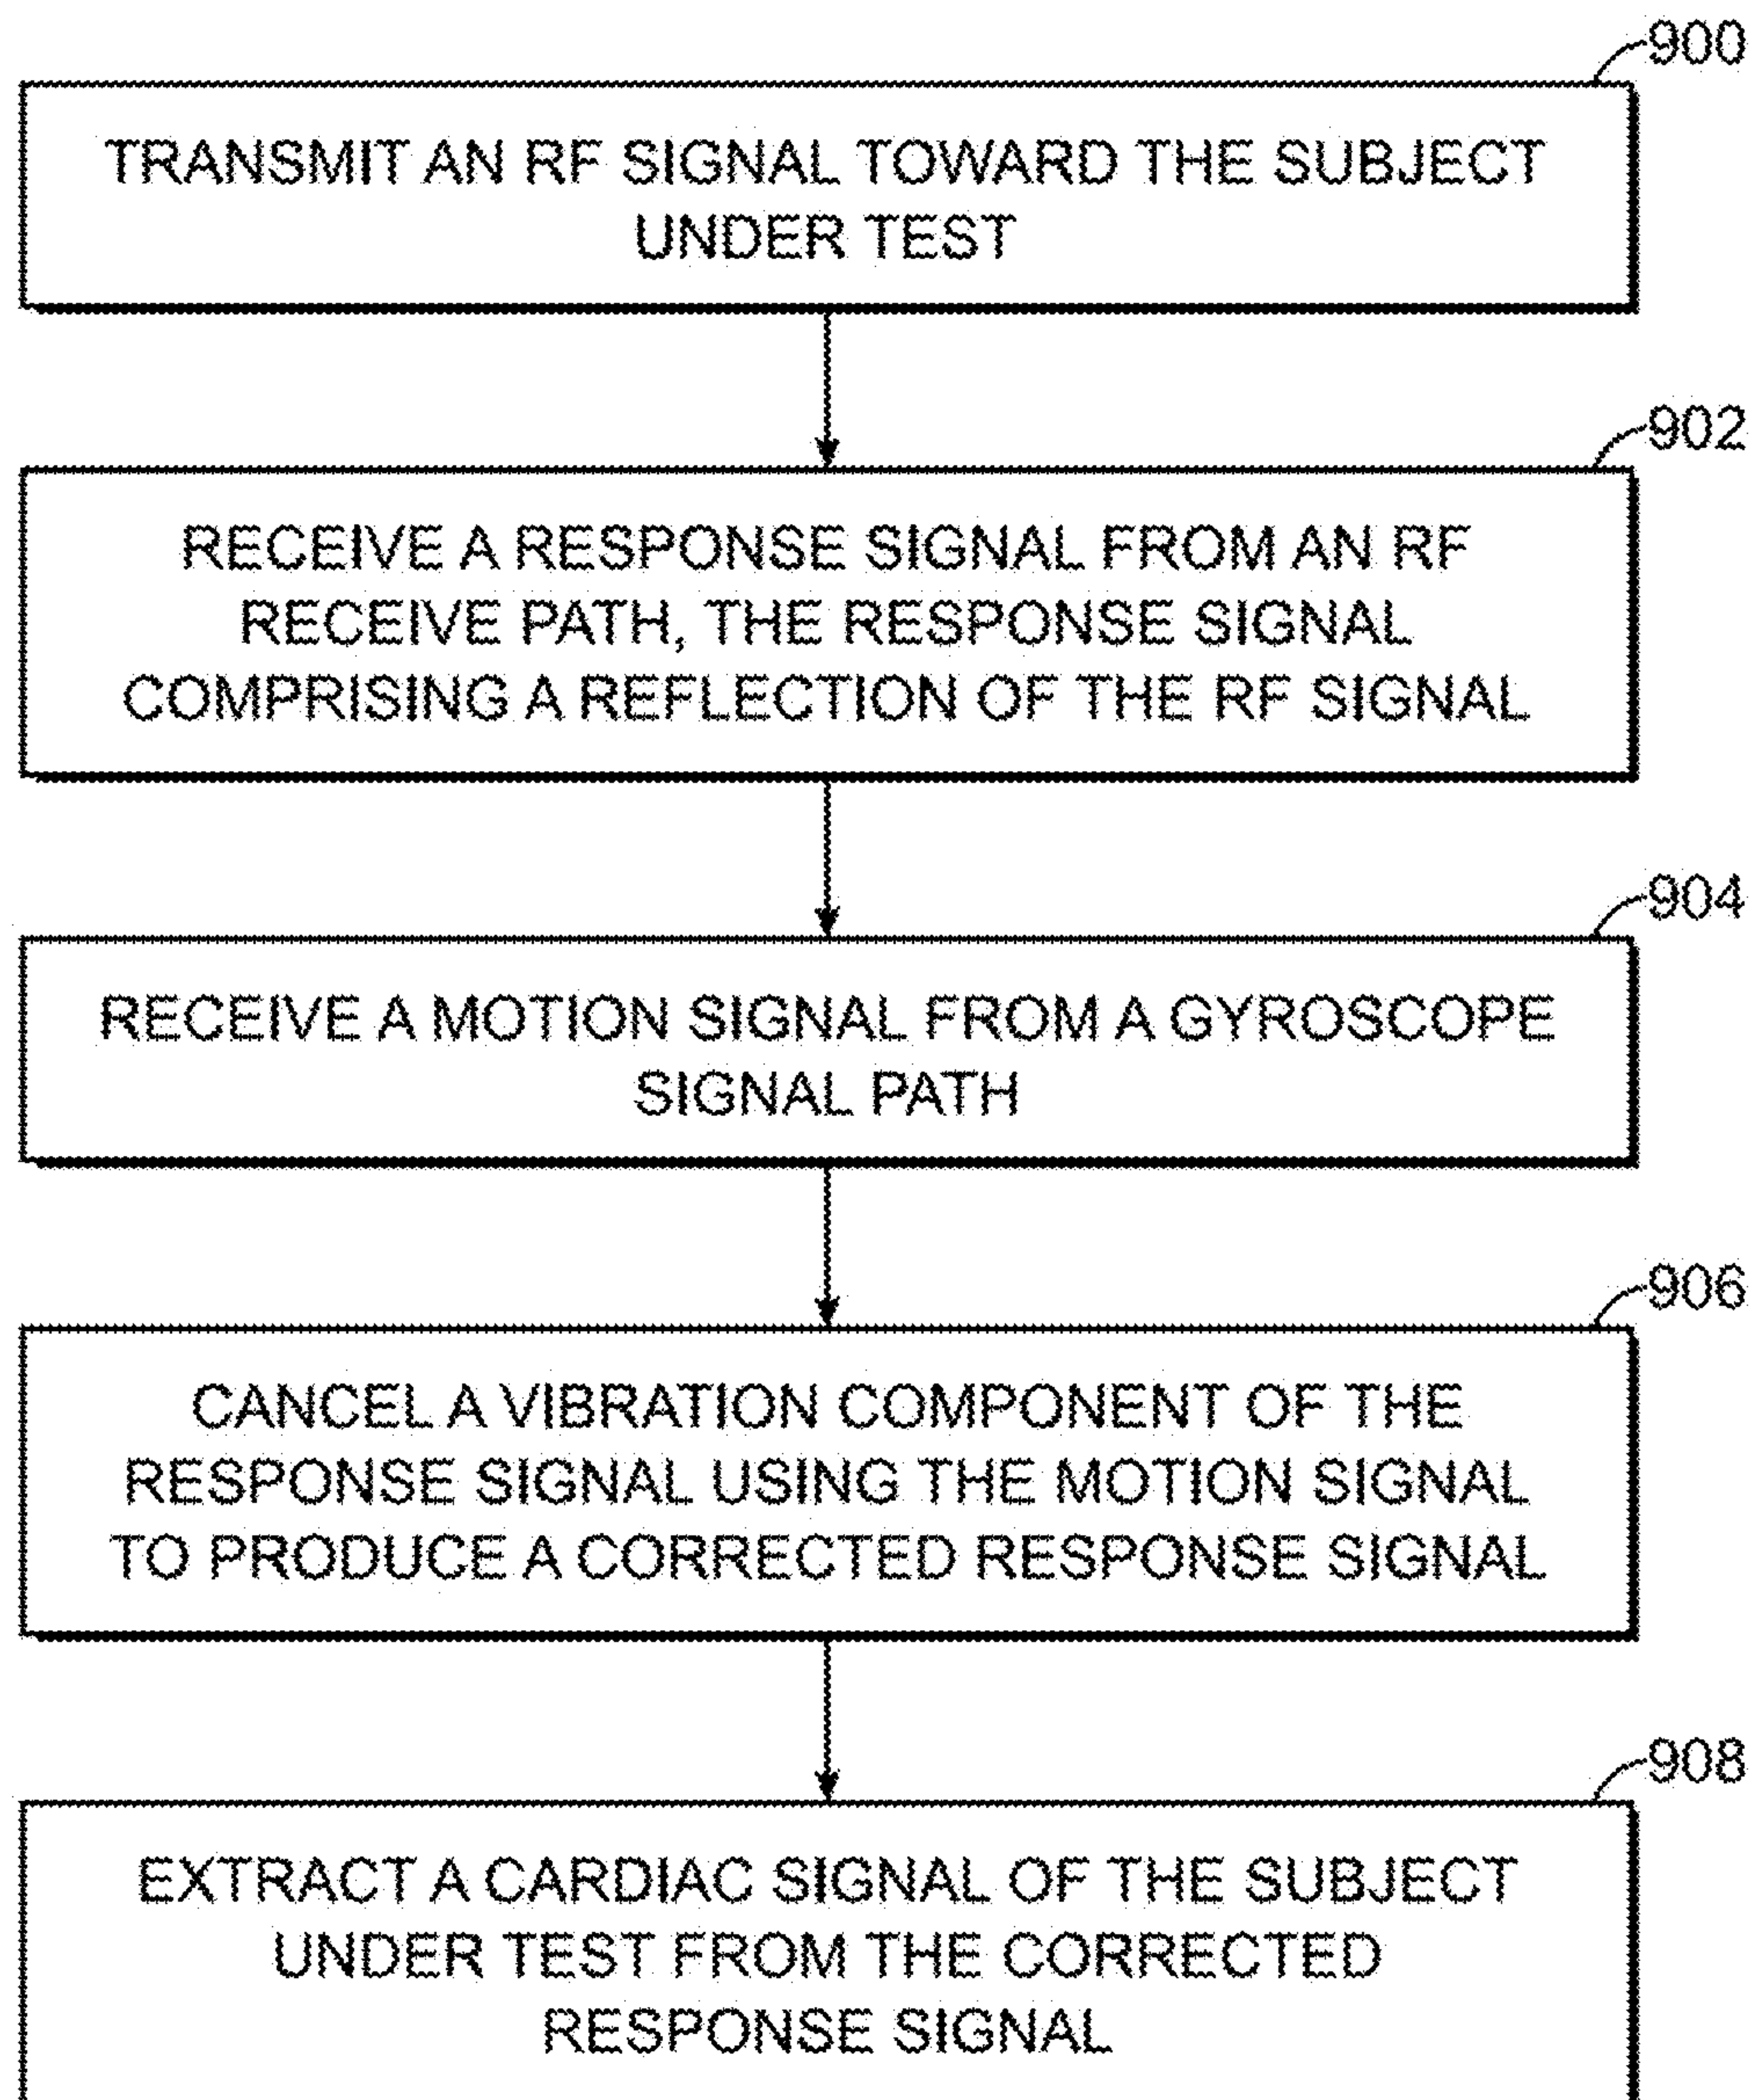 900
TRANSMIT AN RF SIGNAL TOWARD THE SUBJECT
UNDER TEST
902
RECEIVE A RESPONSE SIGNAL FROM AN RF
RECEIVE PATH, THE RESPONSE SIGNAL
COMPRISING A REFLECTION OF THE RF SIGNAL
904
RECEIVE A MOTION SIGNAL FROM A GYROSCOPE
SIGNAL PATH
906
CANCEL A VIBRATION COMPONENT OF THE
RESPONSE SIGNAL USING THE MOTION SIGNAL
TO PRODUCE A CORRECTED RESPONSE SIGNAL
908
EXTRACT A CARDIAC SIGNAL OF THE SUBJECT
UNDER TEST FROM THE CORRECTED
RESPONSE SIGNAL